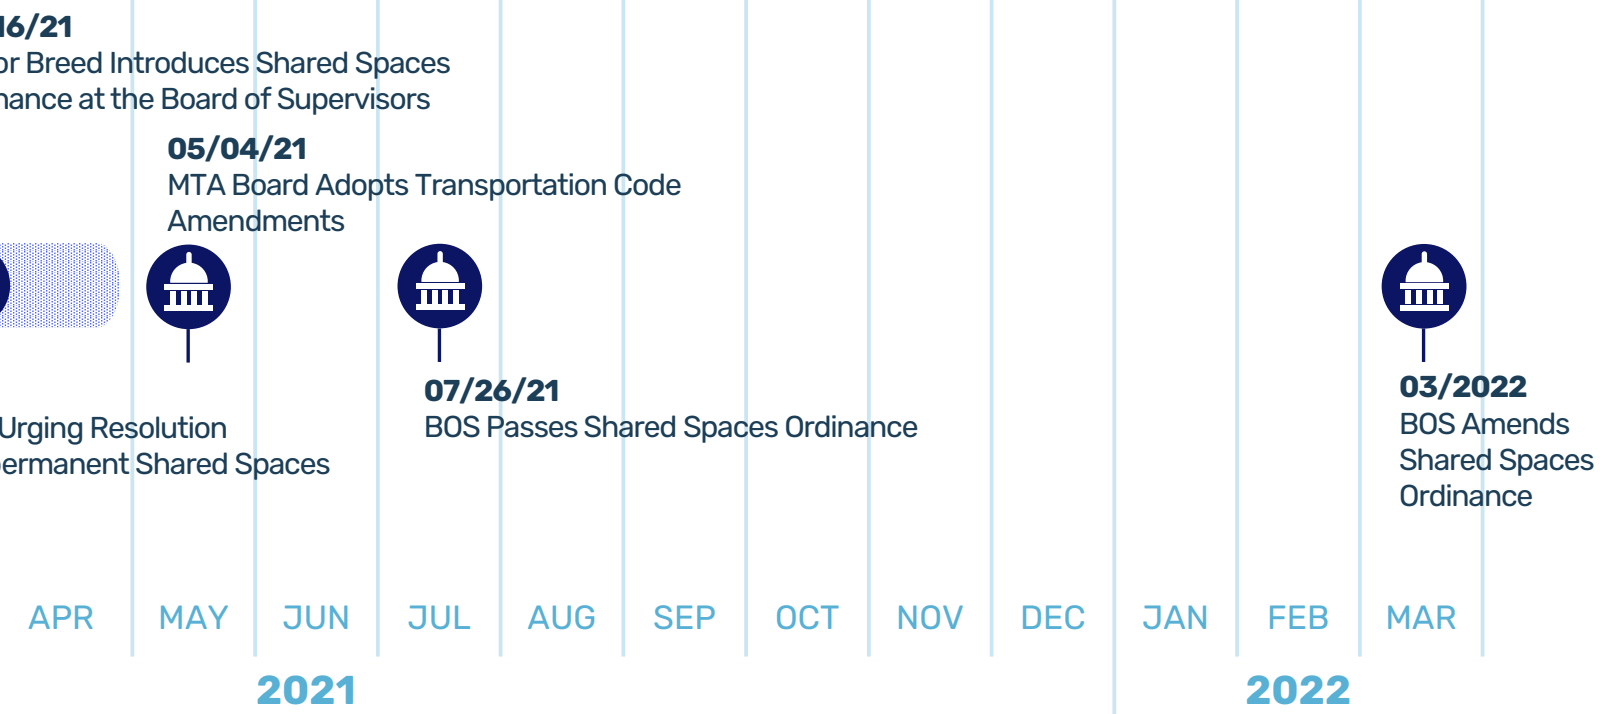 16/21
or Breed Introduces Shared Spaces
nance at the Board of Supervisors
05/04/21
MTA Board Adopts Transportation Code
Amendments
07/26/21
BOS Passes Shared Spaces Ordinance
Urging Resolution
permanent Shared Spaces
03/2022
BOS Amends
Shared Spaces
Ordinance
APR MAY JUN JUL AUG SEP OCT NOV DEC JAN FEB MAR
2021 2022